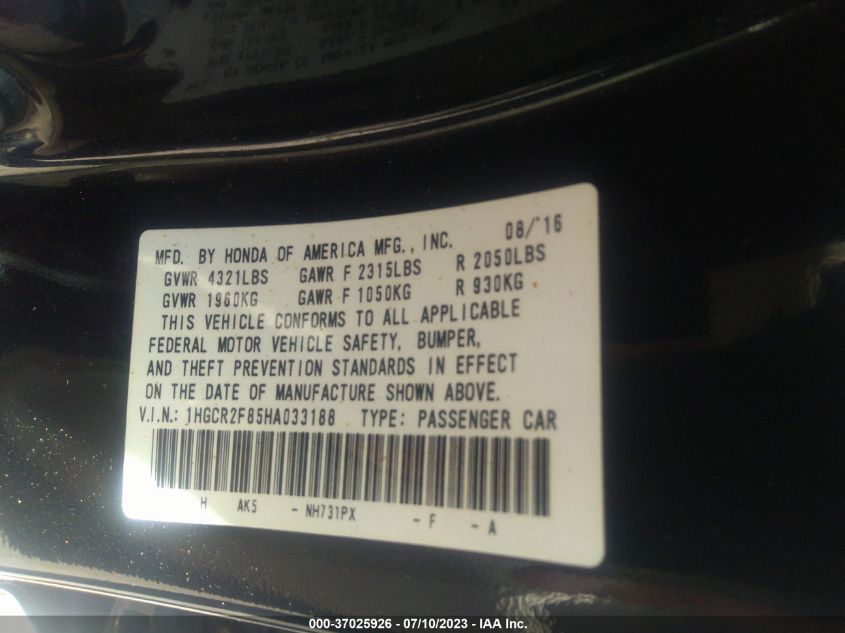 08/'16
MFD. BY HONDA OF AMERICA MFG., INC.
GVWR 4321LBS GAWR F 2315LBS R 2050LBS
GVWR 1960KG GAWR F 1050KG R 930KG
THIS VEHICLE CONFORMS TO ALL APPLICABLE
FEDERAL MOTOR VEHICLE SAFETY, BUMPER,
AND THEFT PREVENTION STANDARDS IN EFFECT
ON THE DATE OF MANUFACTURE SHOWN ABOVE.
V.I.N.: 1HGCR2F85HA033188 TYPE: PASSENGER CAR
H AK5 - NH731PX - F - A
000-37025926 - 07/10/2023 - IAA Inc.